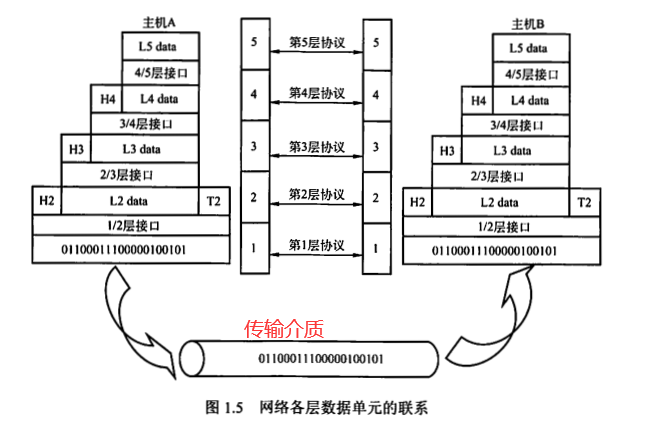 主机A
主机B
L5 data
4/5层接口
H4 L4 data
3/4层接口
H3 L3 data
2/3层接口
H2 L2 data T2
1/2层接口
01100011100000100101
5 第5层协议 5
4 第4层协议 4
3 第3层协议 3
2 第2层协议 2
1 第1层协议 1
L5 data
4/5层接口
H4 L4 data
3/4层接口
H3 L3 data
2/3层接口
H2 L2 data T2
1/2层接口
01100011100000100101
传输介质
01100011100000100101
图 1.5 网络各层数据单元的联系